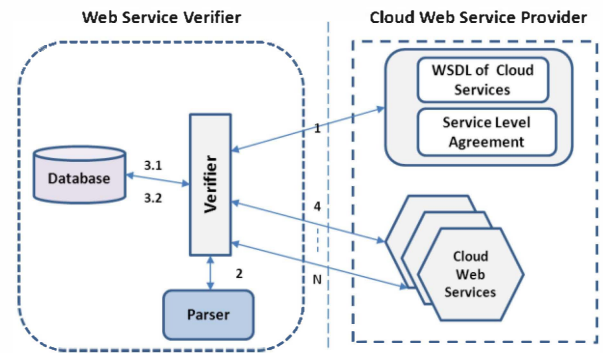 Web Service Verifier
Cloud Web Service Provider
WSDL of Cloud
Services
Service Level
Agreement
1
3.1
Database
3.2
Verifier
4
2
N
Cloud
Web
Services
Parser